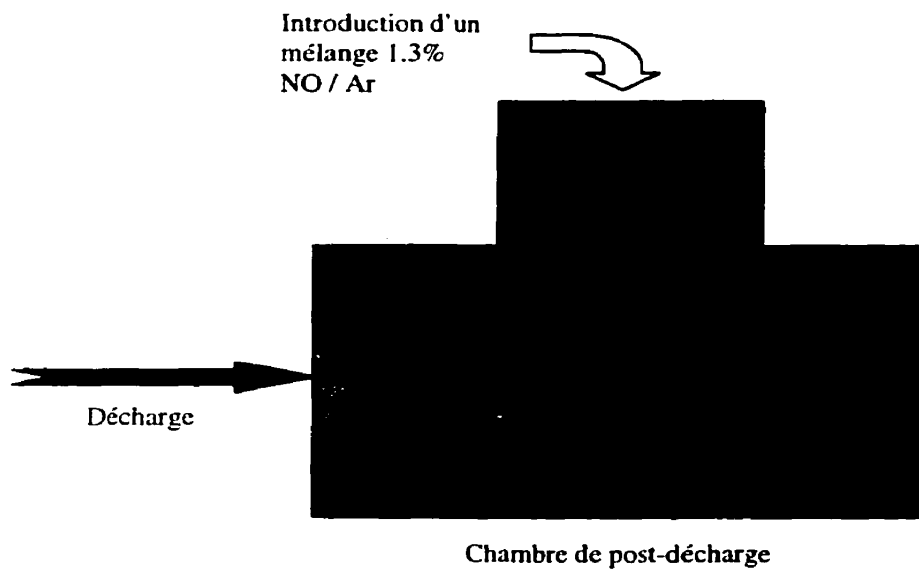 Introduction d'un
mélange 1.3%
NO / Ar
Décharge
Chambre de post-décharge